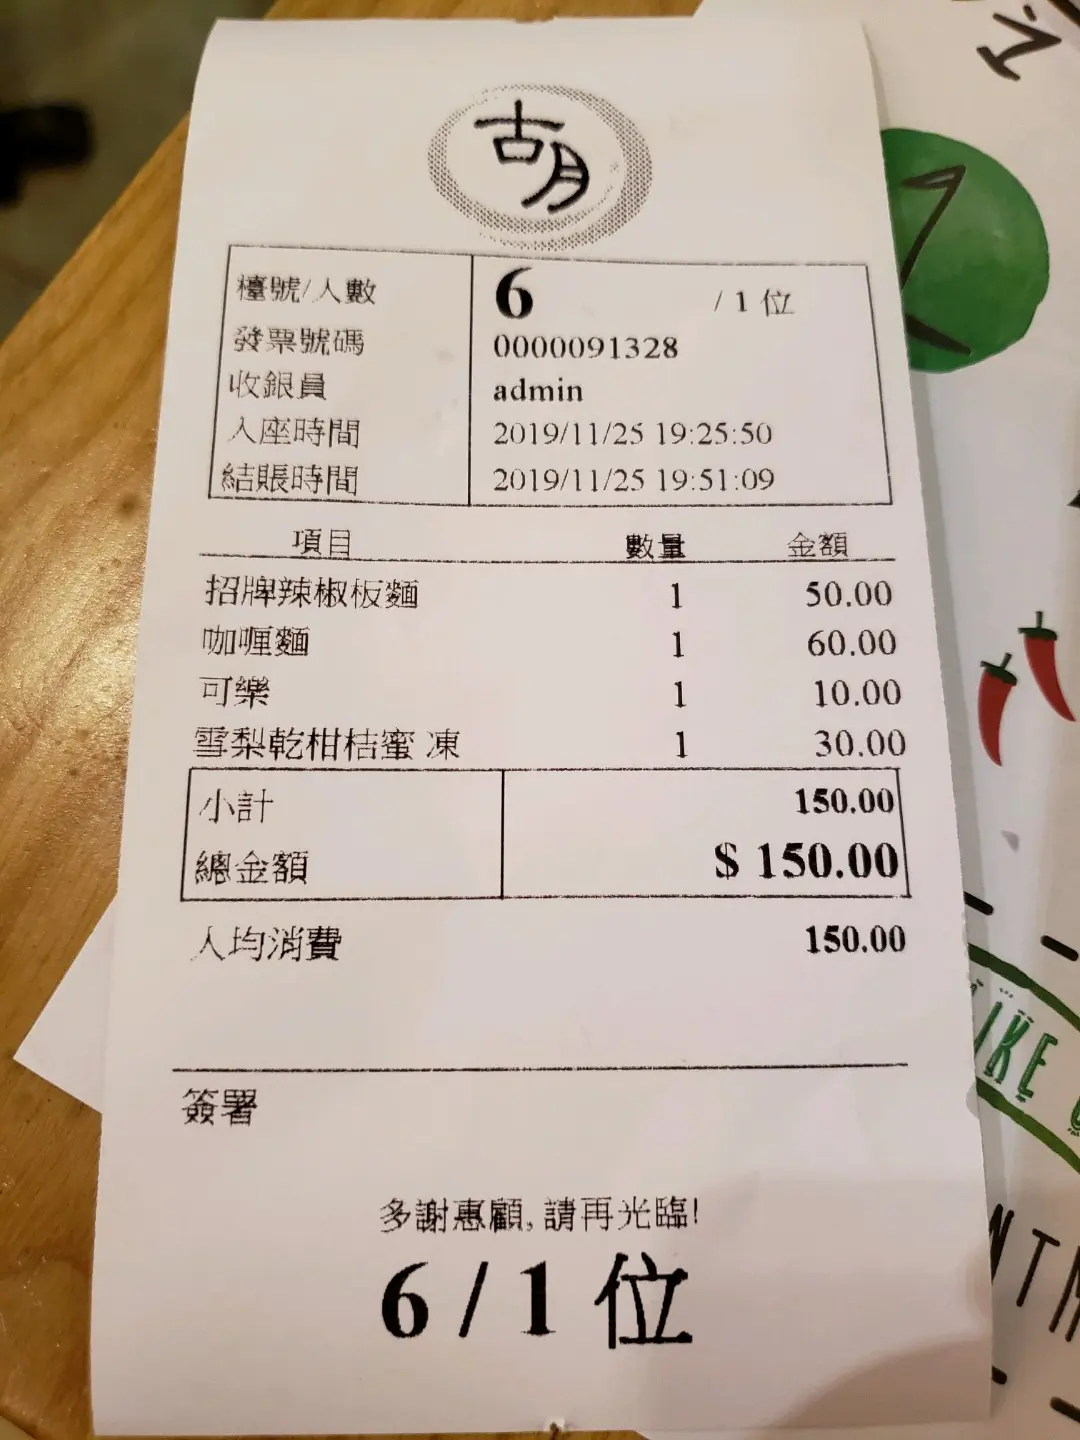 胡
檯號/人數 6 / 1 位
發票號碼 0000091328
收銀員 admin
入座時間 2019/11/25 19:25:50
結賬時間 2019/11/25 19:51:09
項目 數量 金額
招牌辣椒板麵 1 50.00
咖喱麵 1 60.00
可樂 1 10.00
雪梨乾柑桔蜜 凍 1 30.00
小計 150.00
總金額 $ 150.00
人均消費 150.00
簽署
多謝惠顧, 請再光臨!
6 / 1 位